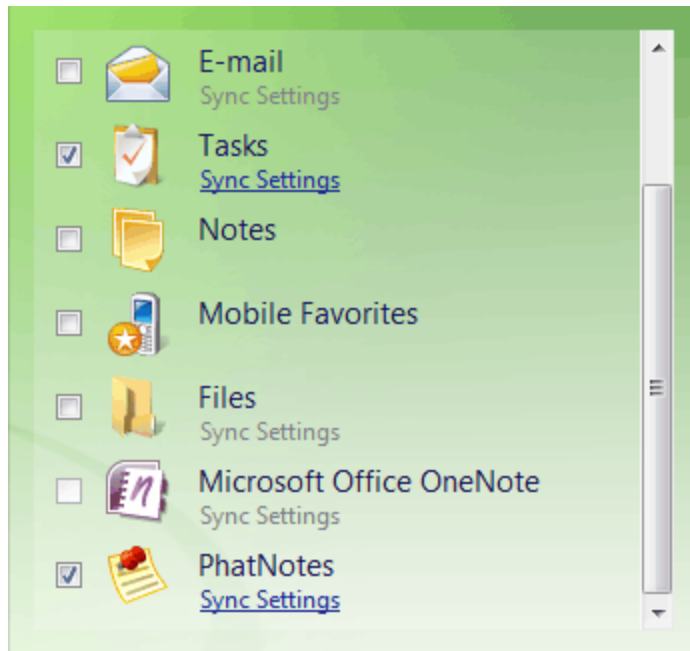 E-mail
Sync Settings
Tasks
Sync Settings
Notes
Mobile Favorites
Files
Sync Settings
Microsoft Office OneNote
Sync Settings
PhatNotes
Sync Settings